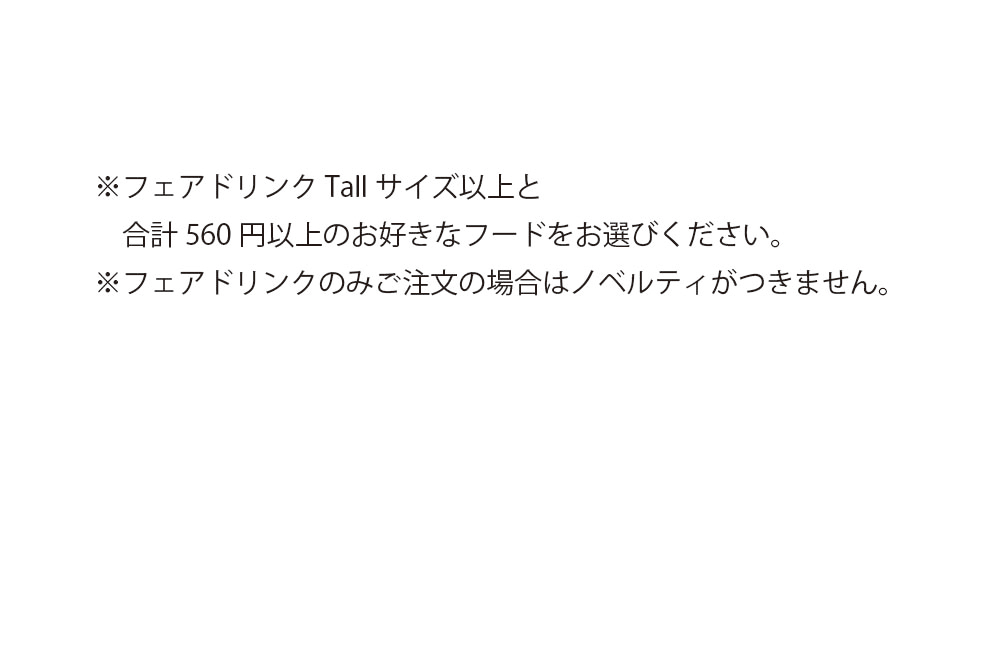 ※フェアドリンク Tall サイズ以上と
合計 560 円以上のお好きなフードをお選びください。
※フェアドリンクのみご注文の場合はノベルティがつきません。